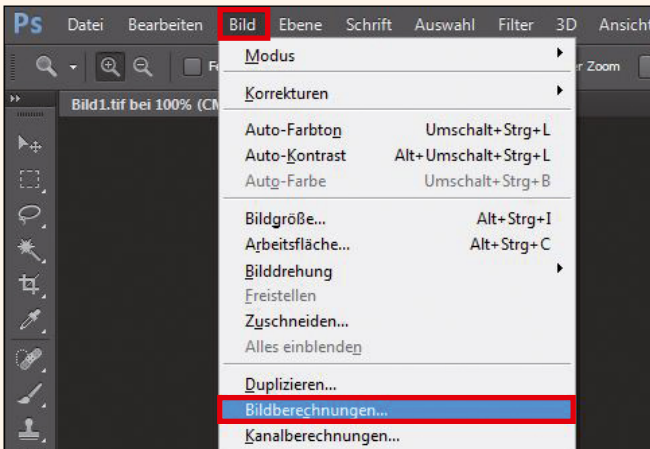 Ps Datei Bearbeiten Bild Ebene Schrift Auswahl Filter 3D Ansicht
Zoom
Bild1.tif bei 100% (CM
Modus
Korrekturen
Auto-Farbton Umschalt+Strg+L
Auto-Kontrast Alt+Umschalt+Strg+L
Auto-Farbe Umschalt+Strg+B
Bildgröße... Alt+Strg+I
Arbeitsfläche... Alt+Strg+C
Bilddrehung
Freistellen
Zuschneiden...
Alles einblenden
Duplizieren...
Bildberechnungen...
Kanalberechnungen...